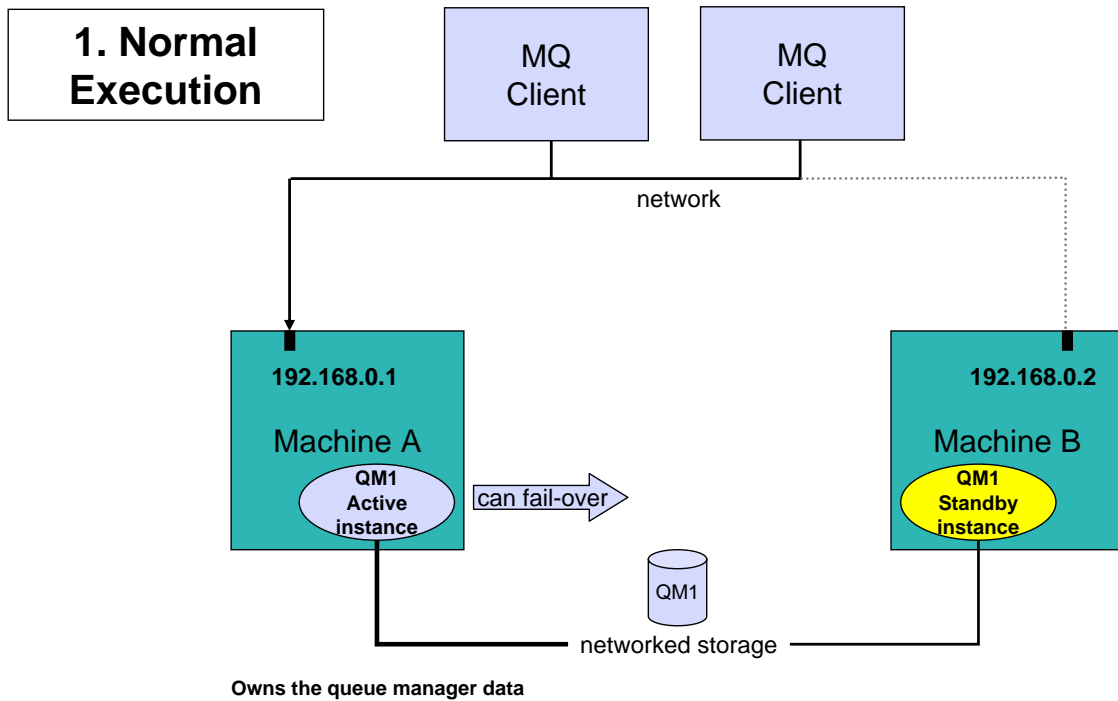 1. Normal
Execution
MQ
Client
MQ
Client
network
192.168.0.1
192.168.0.2
Machine A
Machine B
QM1
Active
instance
can fail-over
QM1
Standby
instance
QM1
networked storage
Owns the queue manager data